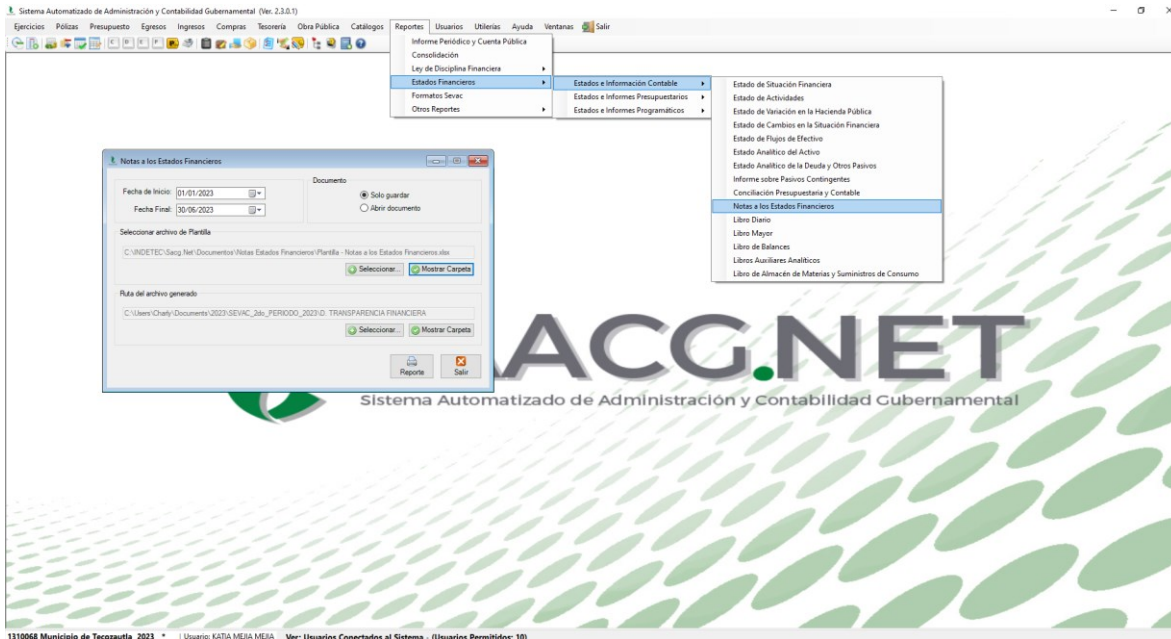 Sistema Automatizado de Administración y Contabilidad Gubernamental (Ver. 2.3.0.1)
Ejercicios Pólizas Presupuesto Egresos Ingresos Compras Tesorería Obra Pública Catálogos Reportes Usuarios Utilerías Ayuda Ventanas Salir
Informe Periódico y Cuenta Pública
Consolidación
Ley de Disciplina Financiera
Estados Financieros
Formatos Sevac
Otros Reportes
Estados e Información Contable
Estados e Informes Presupuestarios
Estados e Informes Programáticos
Estado de Situación Financiera
Estado de Actividades
Estado de Variación en la Hacienda Pública
Estado de Cambios en la Situación Financiera
Estado de Flujos de Efectivo
Estado Analítico del Activo
Estado Analítico de la Deuda y Otros Pasivos
Informe sobre Pasivos Contingentes
Conciliación Presupuestaria y Contable
Notas a los Estados Financieros
Libro Diario
Libro Mayor
Libro de Balances
Libros Auxiliares Analíticos
Libro de Almacén de Materias y Suministros de Consumo
Notas a los Estados Financieros
Fecha de Inicio: 01/01/2023
Fecha Final: 30/06/2023
Documento
Solo guardar
Abrir documento
Seleccionar archivo de Plantilla
C:\INDETEC\Sacg.Net\Documentos\Notas Estados Financieros\Plantilla - Notas a los Estados Financieros.xlsx
Seleccionar... Mostrar Carpeta
Ruta del archivo generado
C:\Users\Charly\Documents\2023\SEVAC_2do_PERIODO_2023\D. TRANSPARENCIA FINANCIERA
Seleccionar... Mostrar Carpeta
Reporte Salir
ACG.NET
Sistema Automatizado de Administración y Contabilidad Gubernamental
1310068 Municipio de Tecozautla 2023 * Usuario: KATIA MEJIA MEJIA Ver: Usuarios Conectados al Sistema - (Usuarios Permitidos: 10)